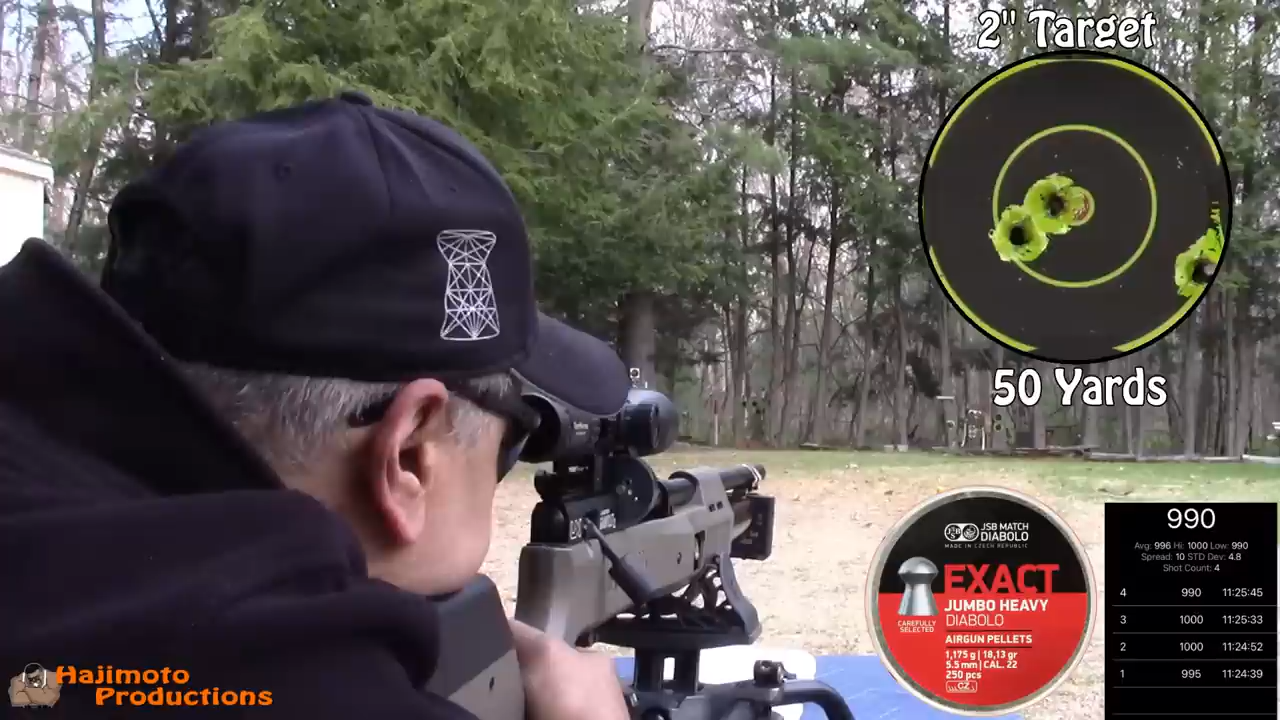 2" Target
50 Yards
JSB MATCH
DIABOLO
MADE IN CZECH REPUBLIC
EXACT
JUMBO HEAVY
DIABOLO
CAREFULLY
SELECTED
AIRGUN PELLETS
1,175 g | 18,13 gr
5.5 mm | CAL. 22
250 pcs
CZ
990
Avg: 996 Hi: 1000 Low: 990
Spread: 10 STD Dev: 4.8
Shot Count: 4
4 990 11:25:45
3 1000 11:25:33
2 1000 11:24:52
1 995 11:24:39
Hajimoto
Productions